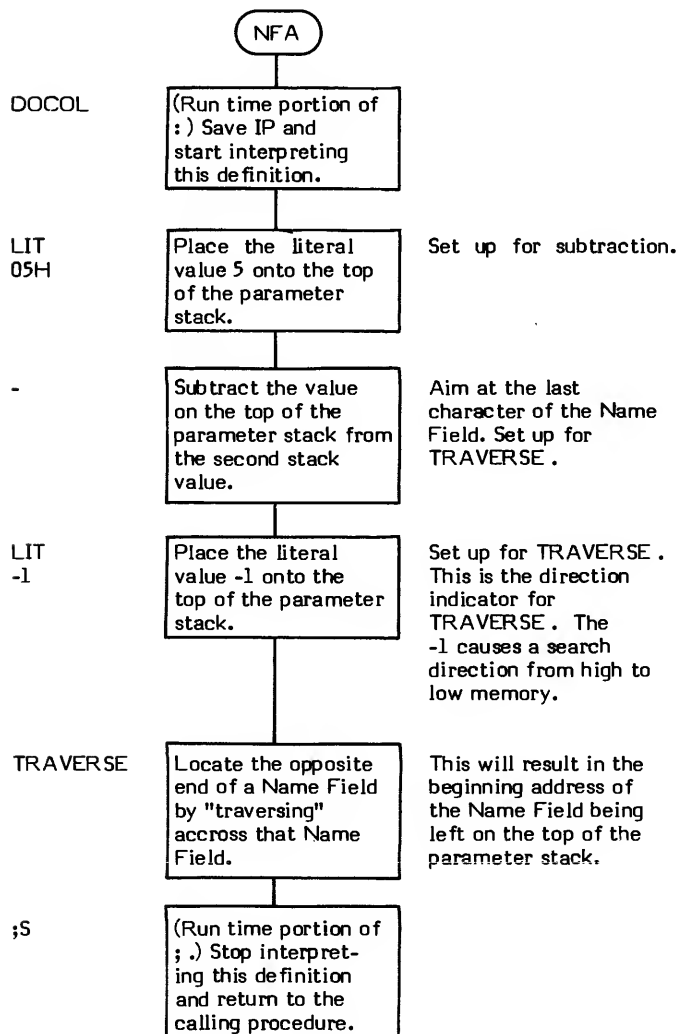 NFA
DOCOL
(Run time portion of
: ) Save IP and
start interpreting
this definition.
LIT
05H
Place the literal
value 5 onto the top
of the parameter
stack.
Set up for subtraction.
-
Subtract the value
on the top of the
parameter stack from
the second stack
value.
Aim at the last
character of the Name
Field. Set up for
TRAVERSE .
LIT
-1
Place the literal
value -1 onto the
top of the parameter
stack.
Set up for TRAVERSE .
This is the direction
indicator for
TRAVERSE . The
-1 causes a search
direction from high to
low memory.
TRAVERSE
Locate the opposite
end of a Name Field
by "traversing"
accross that Name
Field.
This will result in the
beginning address of
the Name Field being
left on the top of the
parameter stack.
;S
(Run time portion of
; .) Stop interpret-
ing this definition
and return to the
calling procedure.